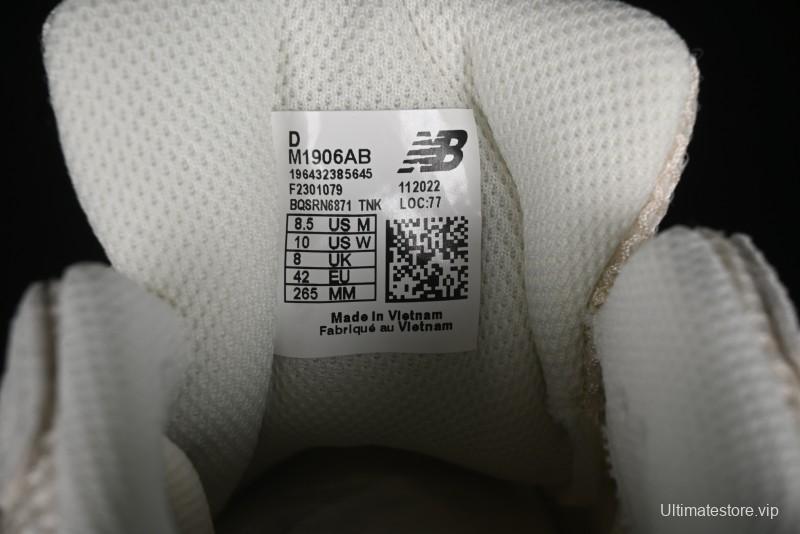 D
M1906AB
196432385645
F2301079
BQSRN6871 TNK
NB
112022
LOC:77
8.5 US M
10 US W
8 UK
42 EU
265 MM
Made in Vietnam
Fabriqué au Vietnam
Ultimatestore.vip